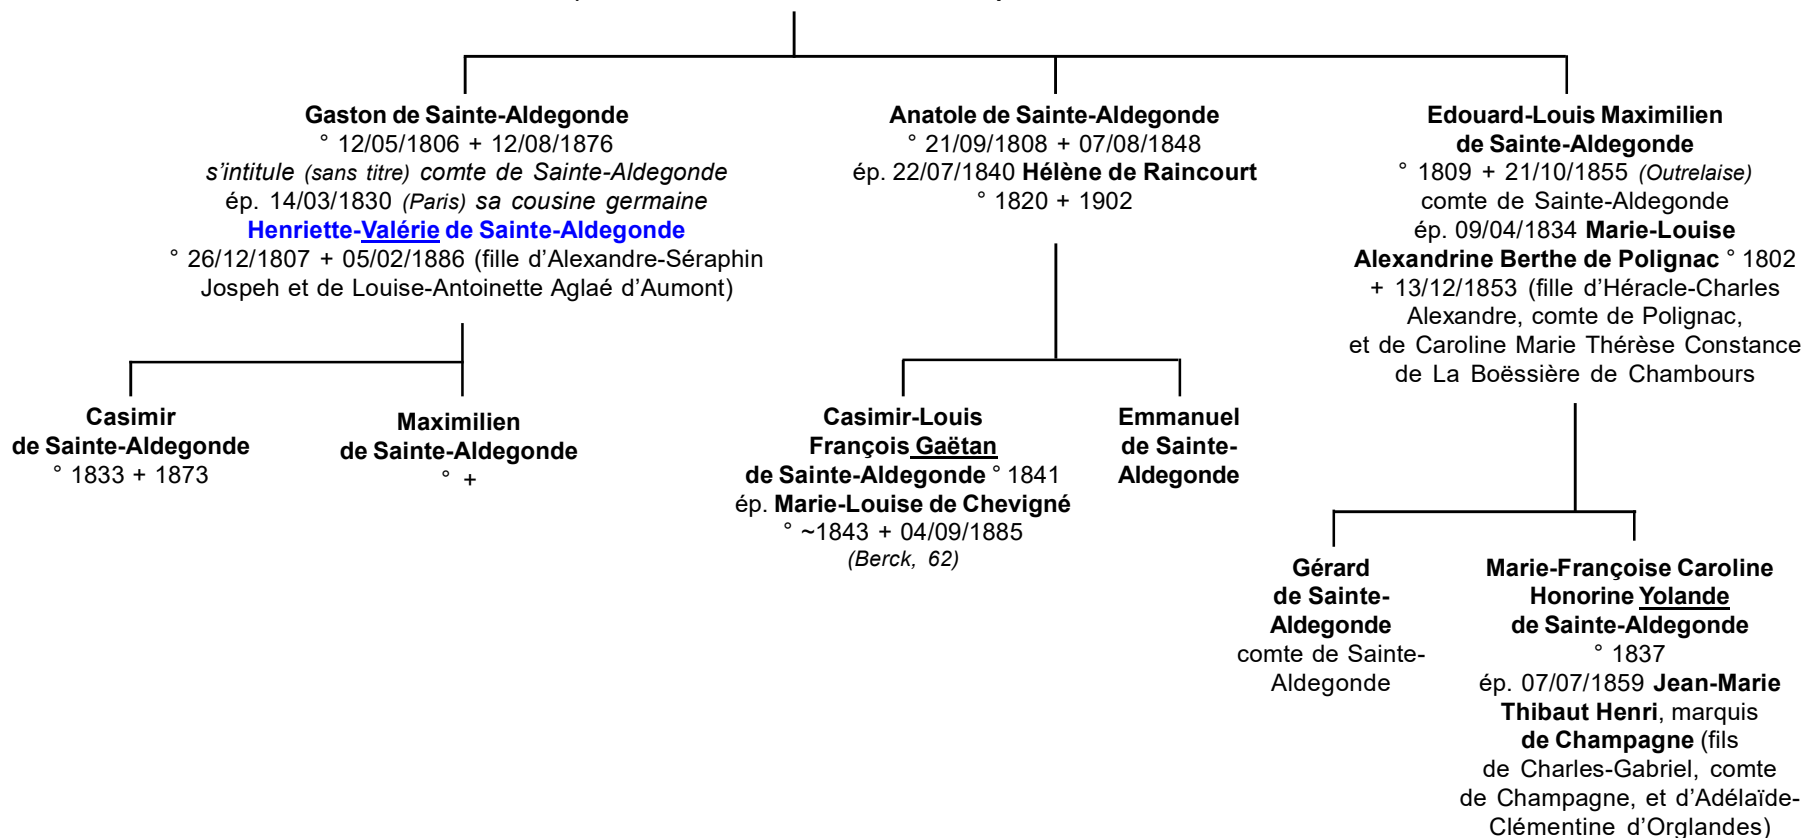 Gaston de Sainte-Aldegonde
° 12/05/1806 + 12/08/1876
s'intitule (sans titre) comte de Sainte-Aldegonde
ép. 14/03/1830 (Paris) sa cousine germaine
Henriette-Valérie de Sainte-Aldegonde
° 26/12/1807 + 05/02/1886 (fille d'Alexandre-Séraphin
Jospeh et de Louise-Antoinette Aglaé d'Aumont)
Anatole de Sainte-Aldegonde
° 21/09/1808 + 07/08/1848
ép. 22/07/1840 Hélène de Raincourt
° 1820 + 1902
Edouard-Louis Maximilien
de Sainte-Aldegonde
° 1809 + 21/10/1855 (Outrelaise)
comte de Sainte-Aldegonde
ép. 09/04/1834 Marie-Louise
Alexandrine Berthe de Polignac ° 1802
+ 13/12/1853 (fille d'Héracle-Charles
Alexandre, comte de Polignac,
et de Caroline Marie Thérèse Constance
de La Boëssière de Chambours
Casimir
de Sainte-Aldegonde
° 1833 + 1873
Maximilien
de Sainte-Aldegonde
° +
Casimir-Louis
François Gaëtan
de Sainte-Aldegonde ° 1841
ép. Marie-Louise de Chevigné
° ~1843 + 04/09/1885
(Berck, 62)
Emmanuel
de Sainte-
Aldegonde
Gérard
de Sainte-
Aldegonde
comte de Sainte-
Aldegonde
Marie-Françoise Caroline
Honorine Yolande
de Sainte-Aldegonde
° 1837
ép. 07/07/1859 Jean-Marie
Thibaut Henri, marquis
de Champagne (fils
de Charles-Gabriel, comte
de Champagne, et d'Adélaïde-
Clémentine d'Orglandes)